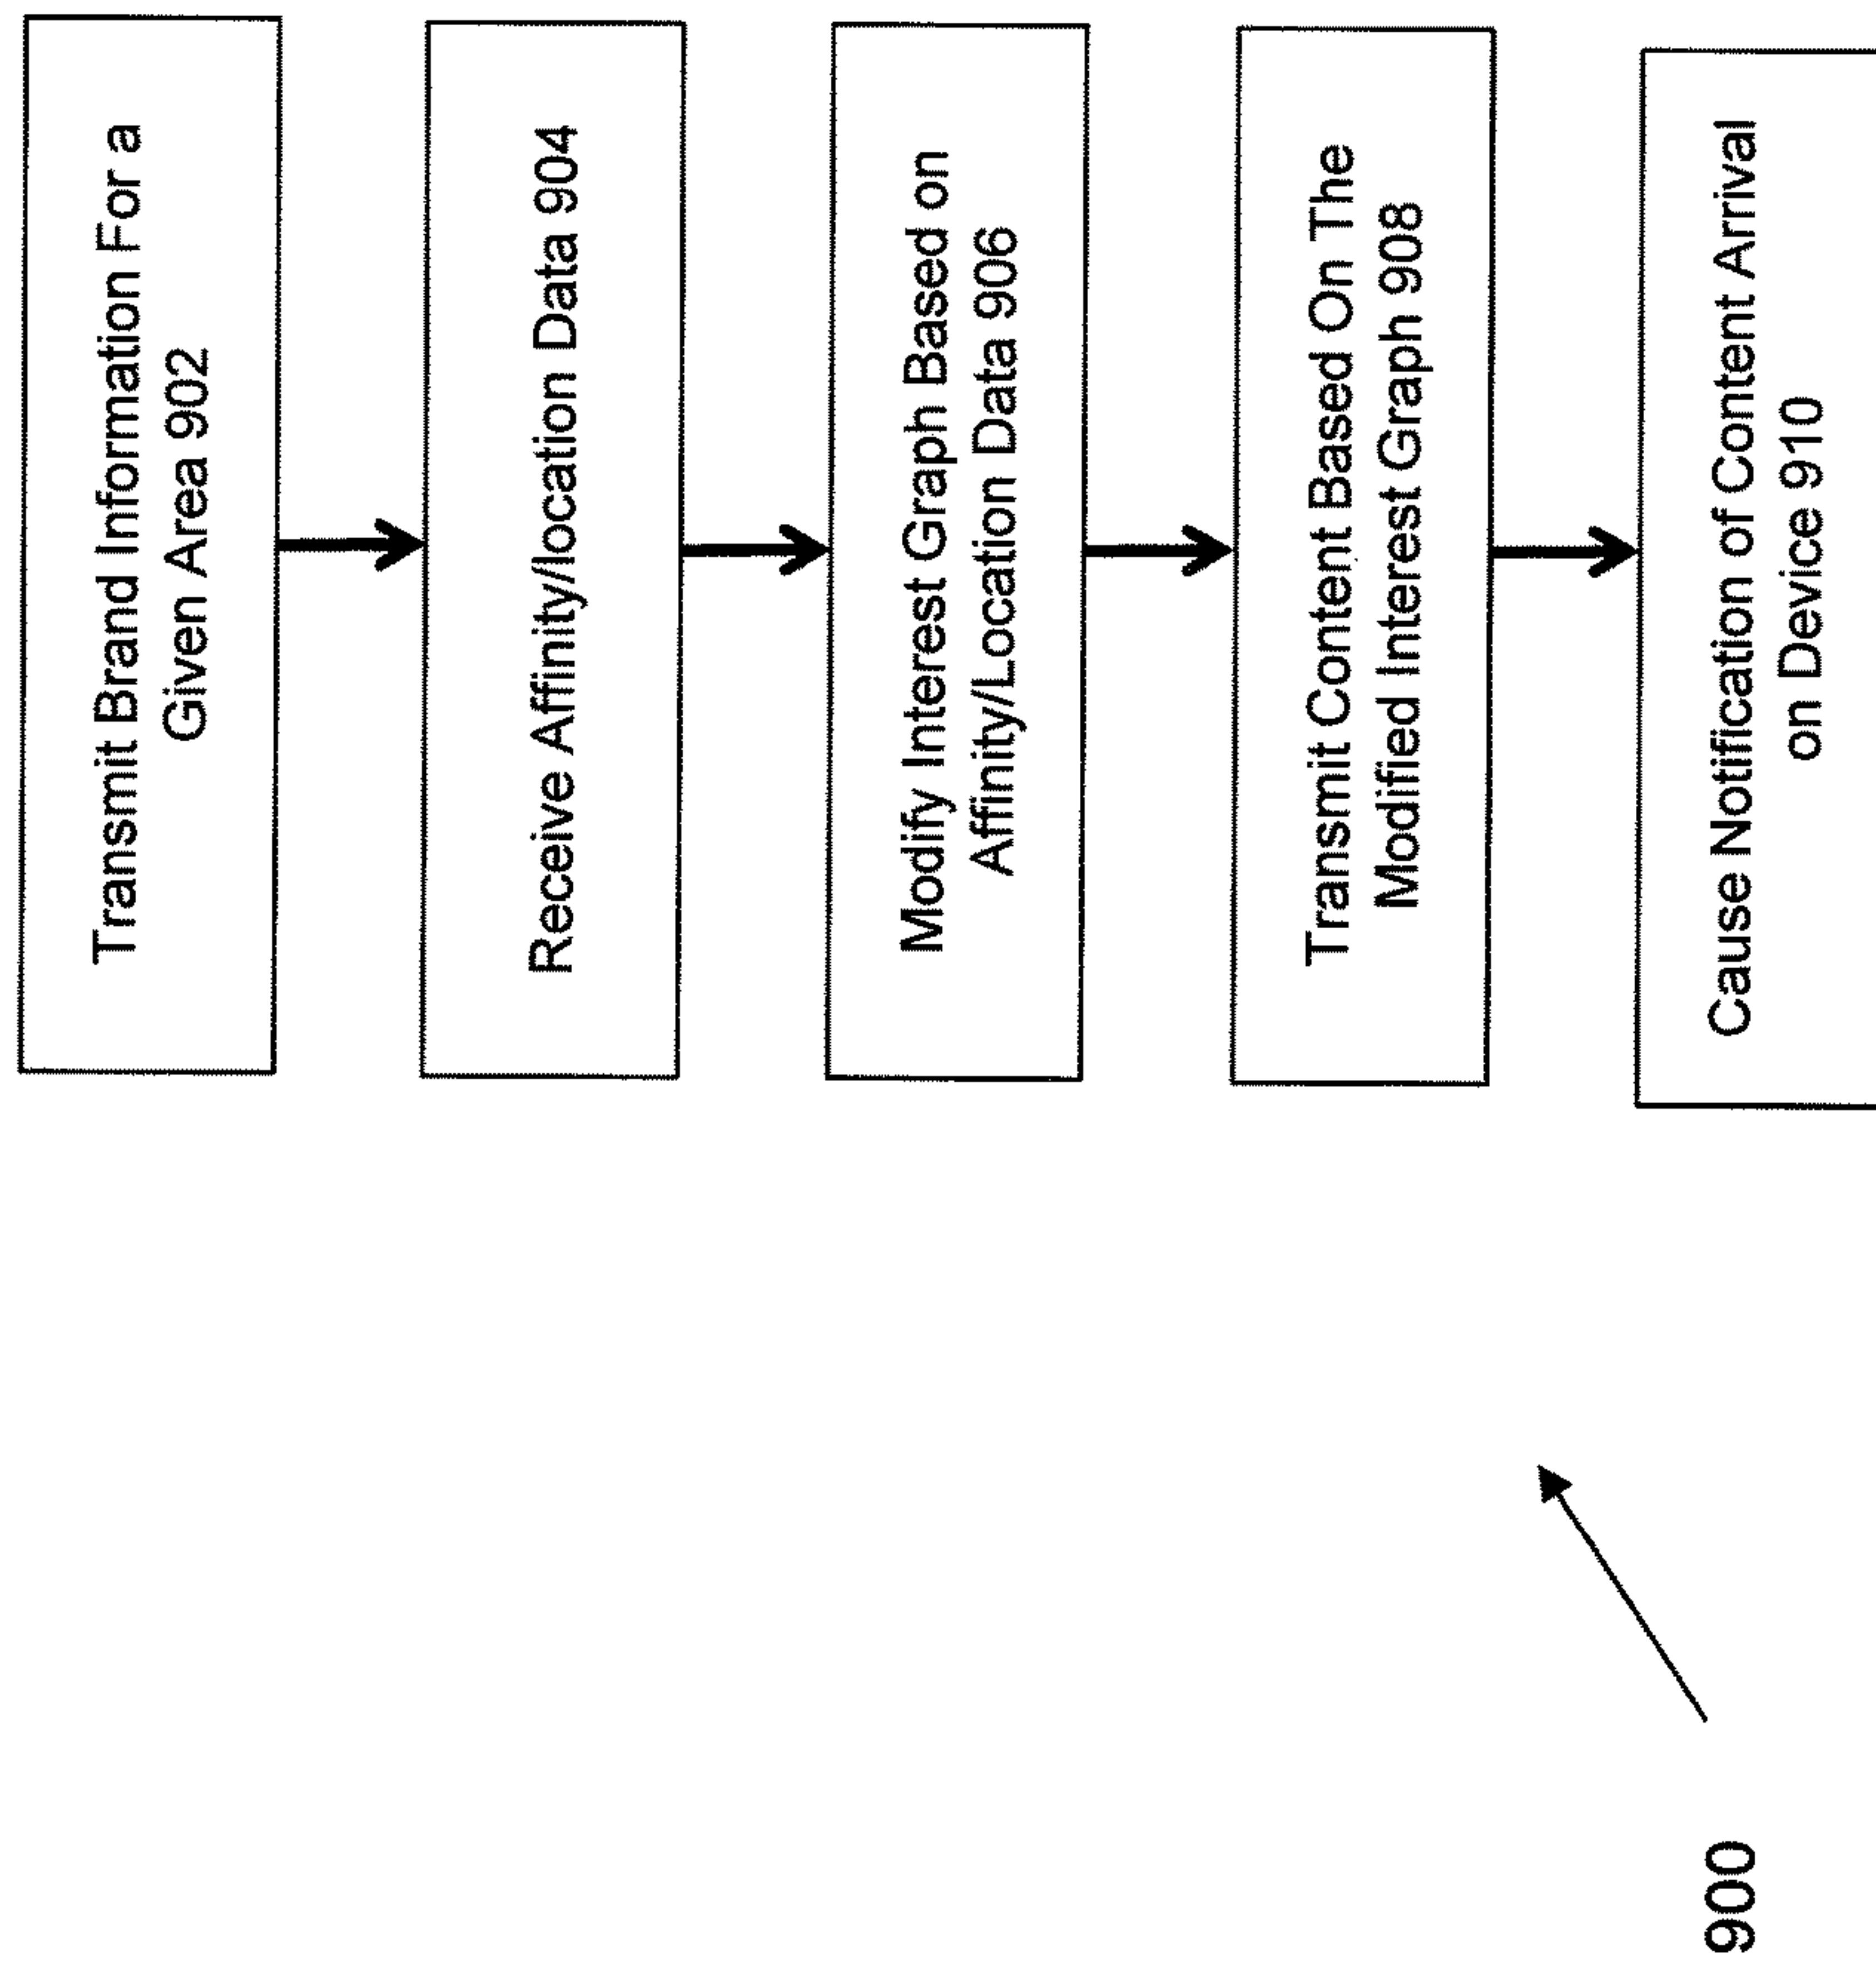 Transmit Brand Information For a
Given Area 902
Receive Affinity/location Data 904
Modify Interest Graph Based on
Affinity/Location Data 906
Transmit Content Based On The
Modified Interest Graph 908
Cause Notification of Content Arrival
on Device 910
900